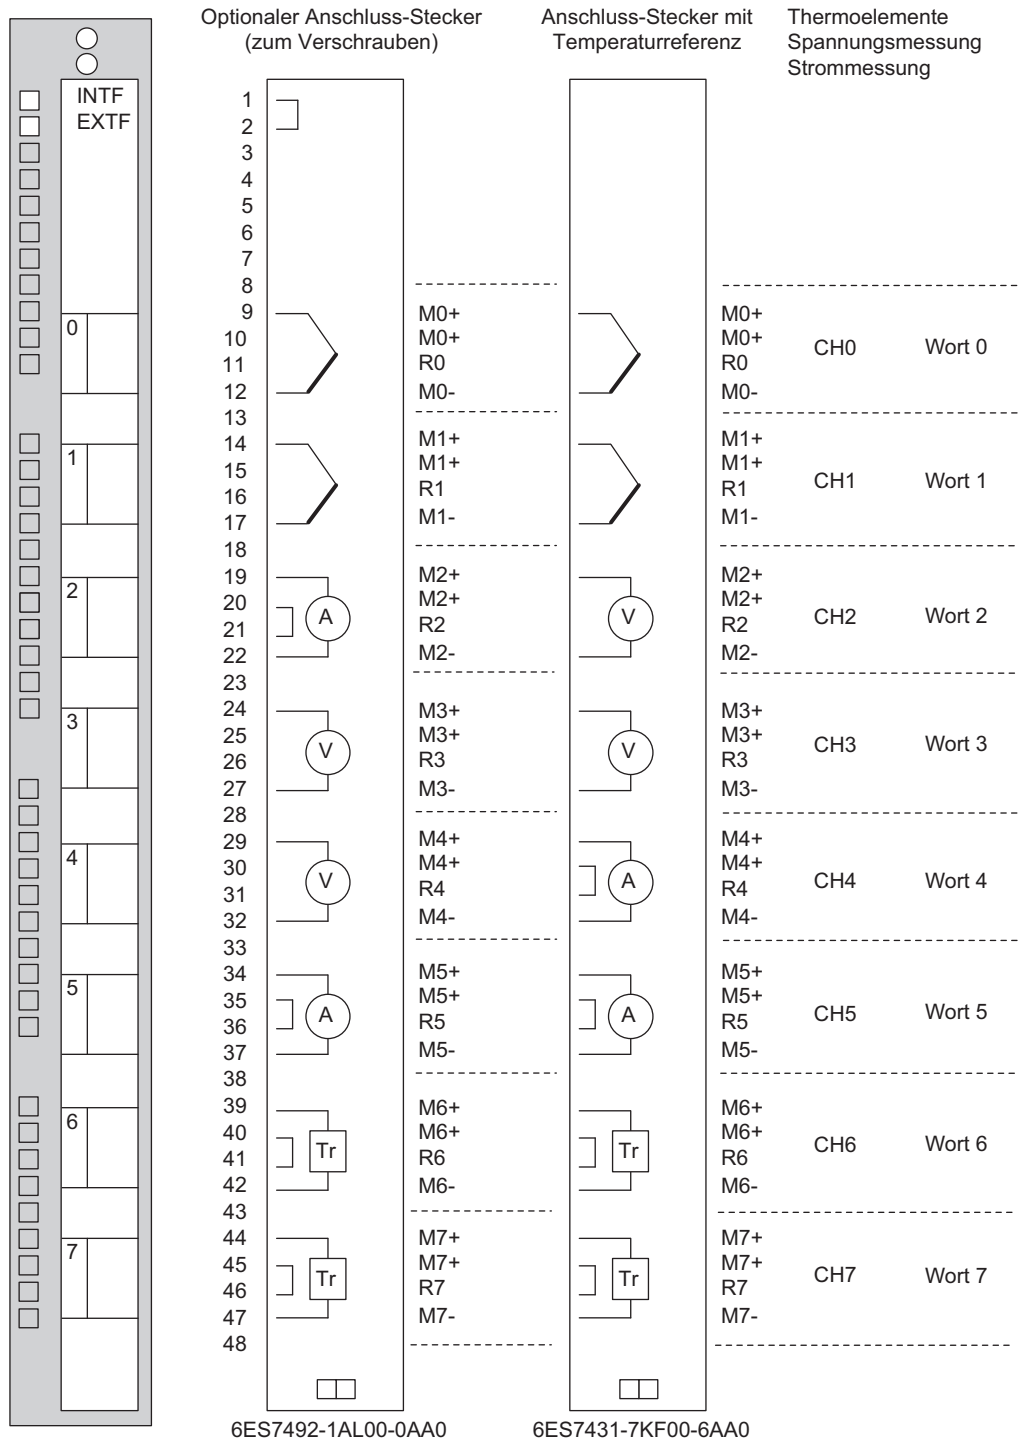 Optionaler Anschluss-Stecker
(zum Verschrauben)
Anschluss-Stecker mit
Temperaturreferenz
Thermoelemente
Spannungsmessung
Strommessung
INTF
EXTF
1
2
3
4
5
6
7
8
9 M0+ M0+
0 10 M0+ M0+ CH0 Wort 0
11 R0 R0
12 M0- M0-
13
14 M1+ M1+
1 15 M1+ M1+ CH1 Wort 1
16 R1 R1
17 M1- M1-
18
19 M2+ M2+
2 20 A M2+ V M2+ CH2 Wort 2
21 R2 R2
22 M2- M2-
23
24 M3+ M3+
3 25 V M3+ V M3+ CH3 Wort 3
26 R3 R3
27 M3- M3-
28
29 M4+ M4+
4 30 V M4+ A M4+ CH4 Wort 4
31 R4 R4
32 M4- M4-
33
34 M5+ M5+
5 35 A M5+ A M5+ CH5 Wort 5
36 R5 R5
37 M5- M5-
38
39 M6+ M6+
6 40 Tr M6+ Tr M6+ CH6 Wort 6
41 R6 R6
42 M6- M6-
43
44 M7+ M7+
7 45 Tr M7+ Tr M7+ CH7 Wort 7
46 R7 R7
47 M7- M7-
48
6ES7492-1AL00-0AA0 6ES7431-7KF00-6AA0